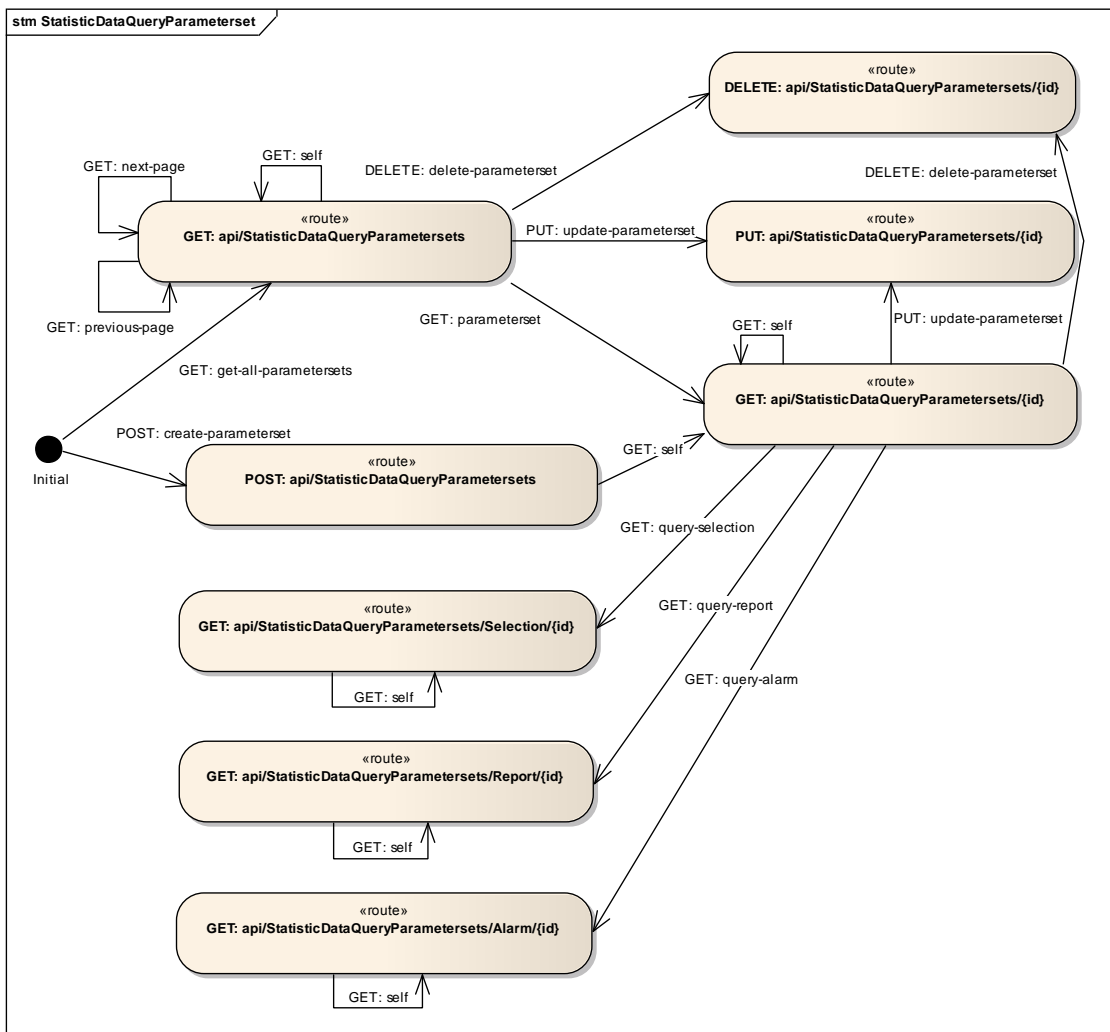 stm StatisticDataQueryParameterset
«route»
DELETE: api/StatisticDataQueryParametersets/{id}
GET: next-page
GET: self
DELETE: delete-parameterset
DELETE: delete-parameterset
«route»
GET: api/StatisticDataQueryParametersets
PUT: update-parameterset
«route»
PUT: api/StatisticDataQueryParametersets/{id}
GET: previous-page
GET: parameterset
GET: self
PUT: update-parameterset
GET: get-all-parametersets
«route»
GET: api/StatisticDataQueryParametersets/{id}
POST: create-parameterset
Initial
«route»
POST: api/StatisticDataQueryParametersets
GET: self
GET: query-selection
«route»
GET: api/StatisticDataQueryParametersets/Selection/{id}
GET: query-report
GET: self
GET: query-alarm
«route»
GET: api/StatisticDataQueryParametersets/Report/{id}
GET: self
«route»
GET: api/StatisticDataQueryParametersets/Alarm/{id}
GET: self